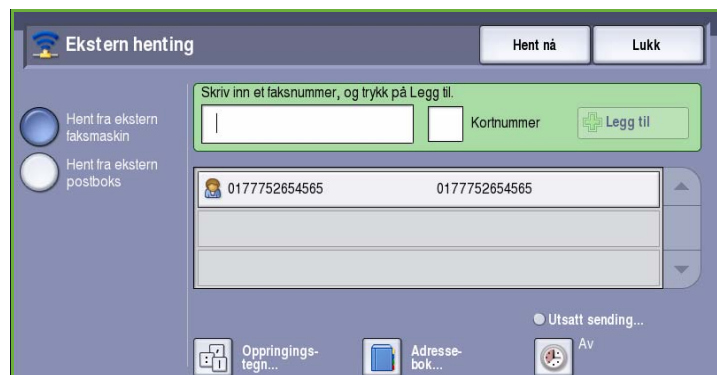 Ekstern henting
Hent nå
Lukk
Skriv inn et faksnummer, og trykk på Legg til.
Kortnummer
Legg til
Hent fra ekstern
faksmaskin
Hent fra ekstern
postboks
0177752654565 0177752654565
Utsatt sending...
Av
Oppringings-
tegn...
Adresse-
bok...